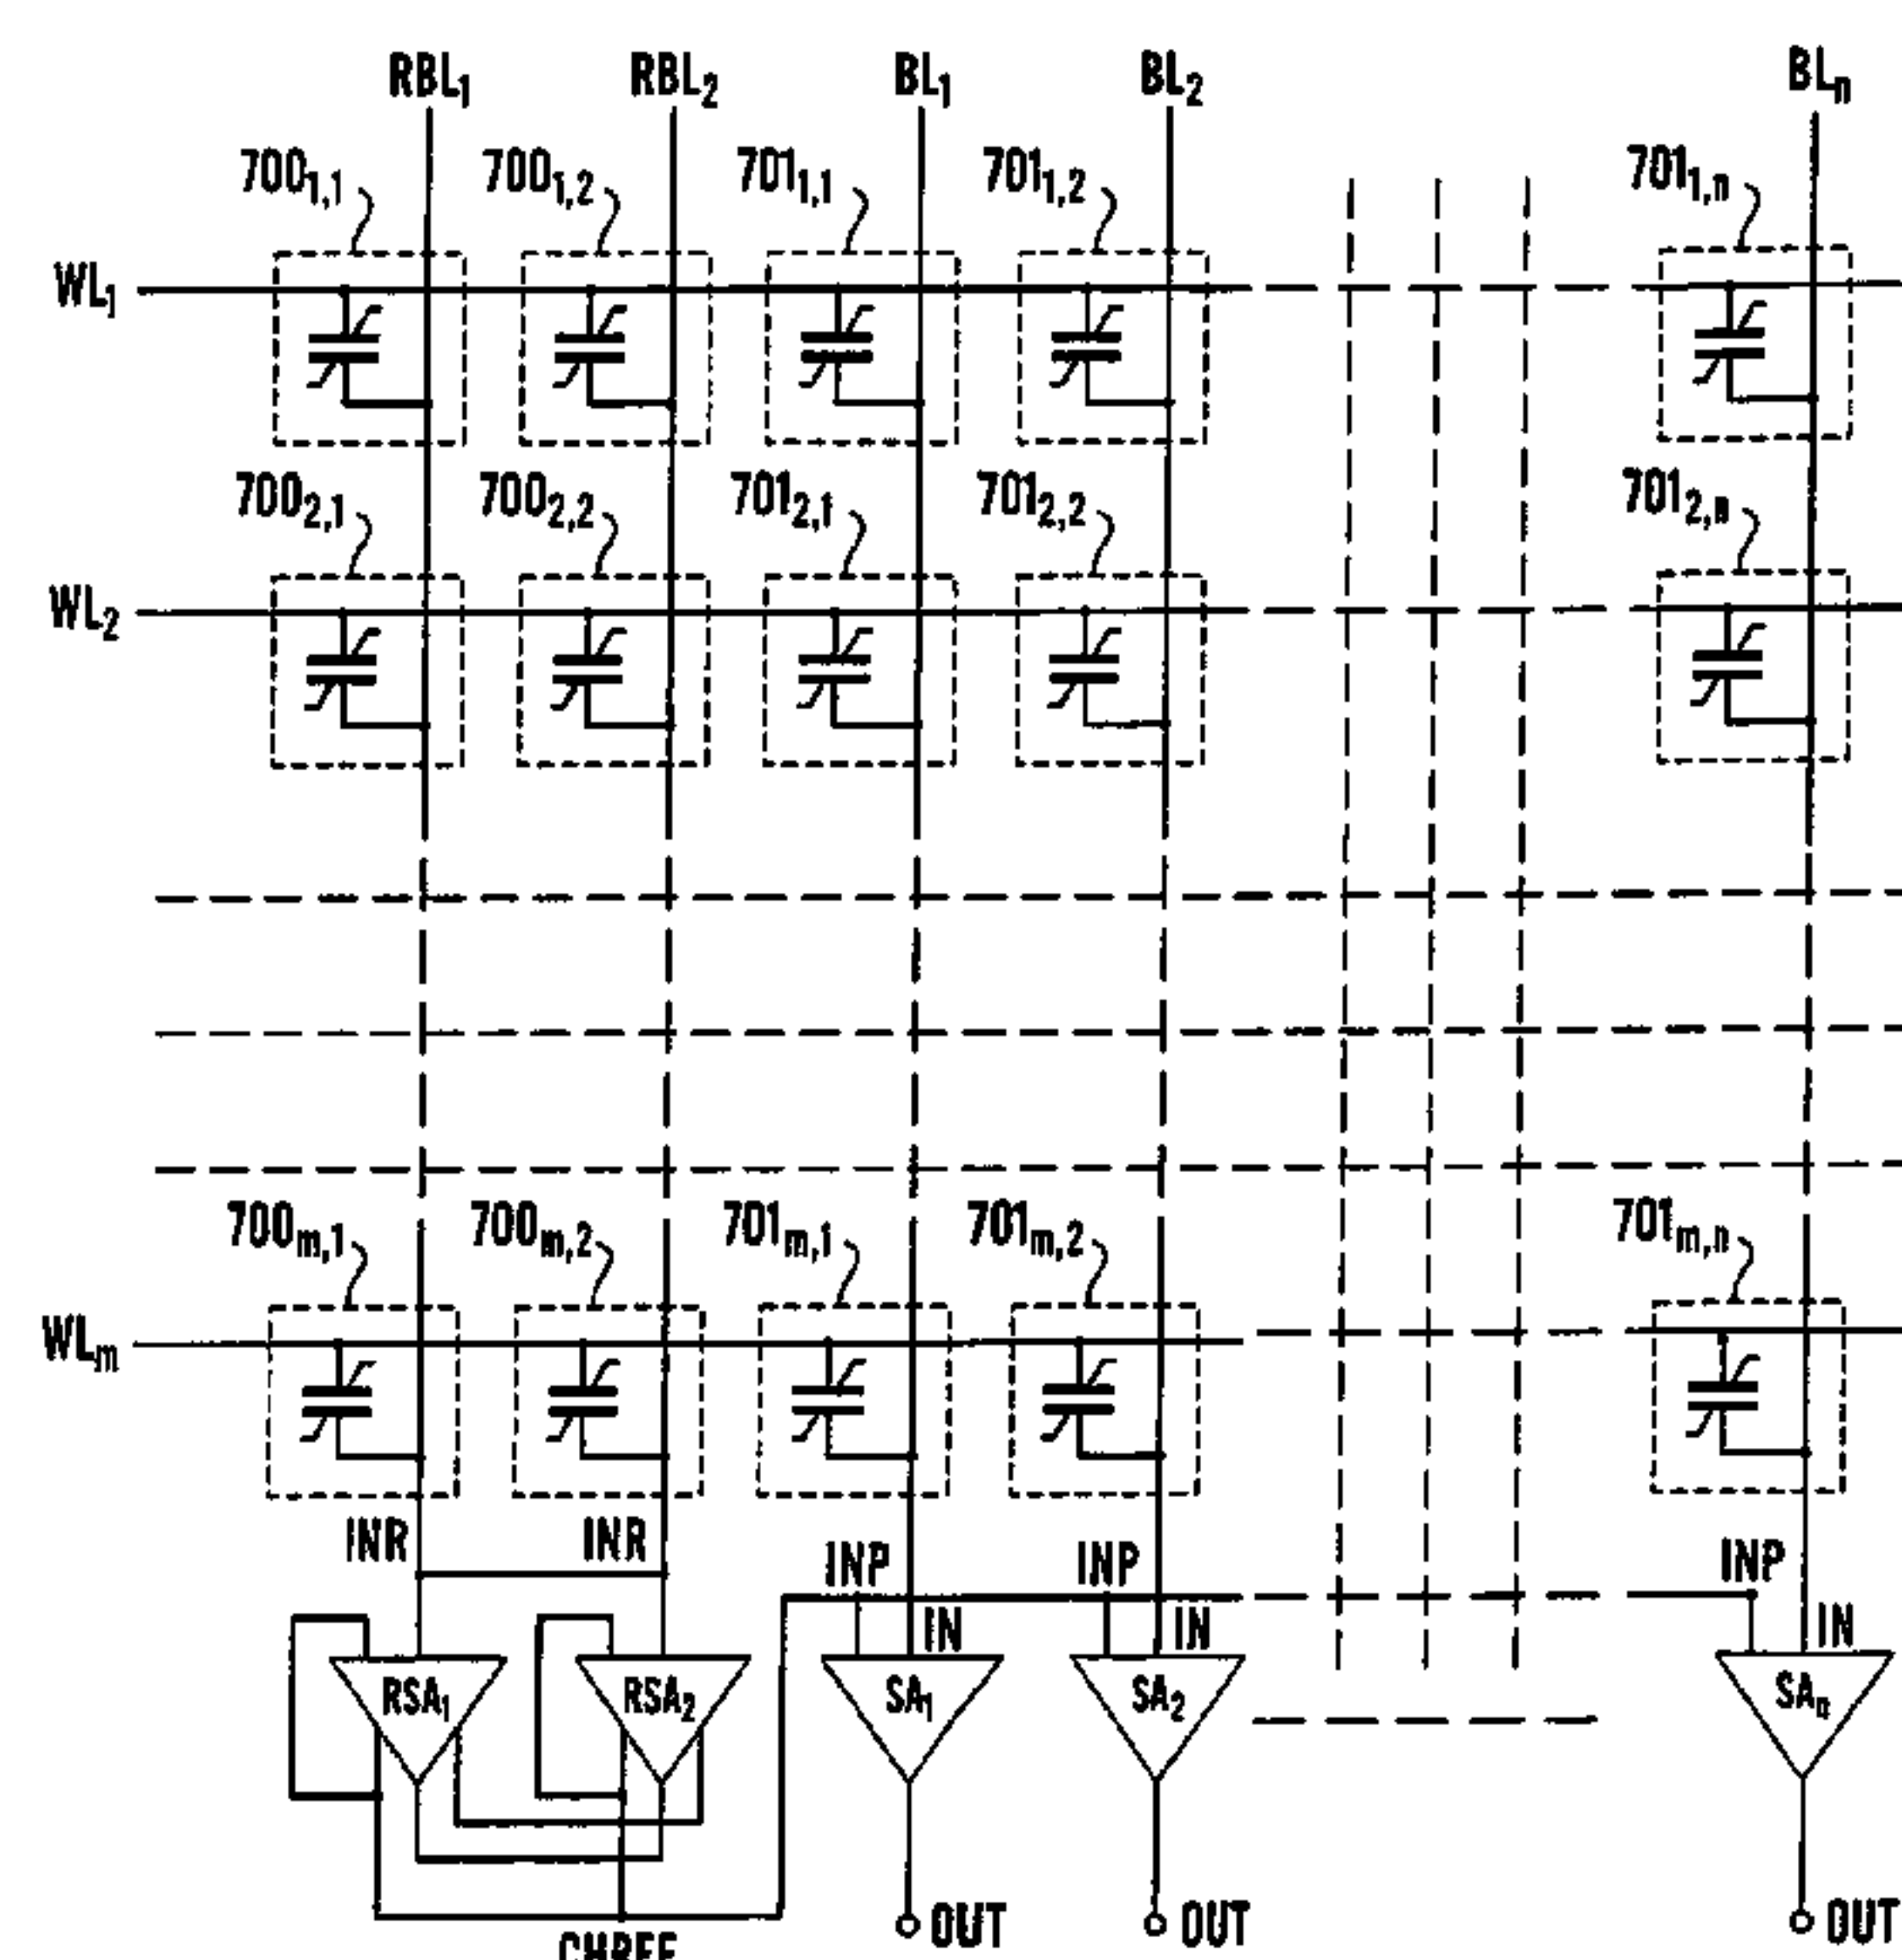 RBL1 RBL2 BL1 BL2 BLn
7001,1 7001,2 7011,1 7011,2 7011,n
WL1
7002,1 7002,2 7012,1 7012,2 7012,n
WL2
700m,1 700m,2 701m,1 701m,2 701m,n
WLm
INR INR INP INP INP
IN IN IN
RSA1 RSA2 SA1 SA2 SAn
OUT OUT OUT